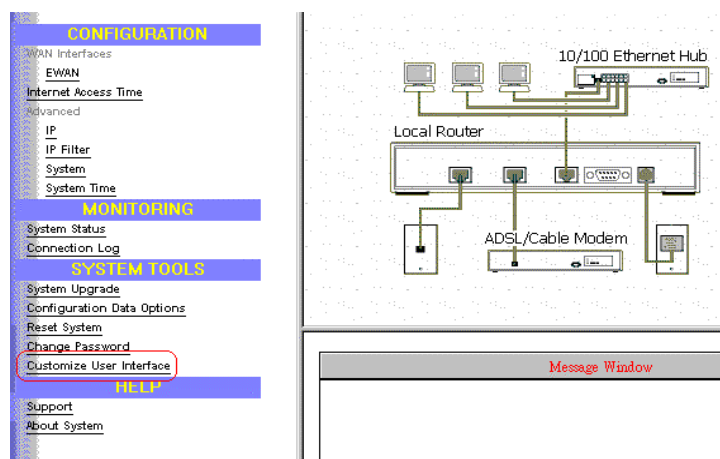 CONFIGURATION
WAN Interfaces
EWAN
Internet Access Time
Advanced
IP
IP Filter
System
System Time
MONITORING
System Status
Connection Log
SYSTEM TOOLS
System Upgrade
Configuration Data Options
Reset System
Change Password
Customize User Interface
HELP
Support
About System
10/100 Ethernet Hub
Local Router
ADSL/Cable Modem
Message Window